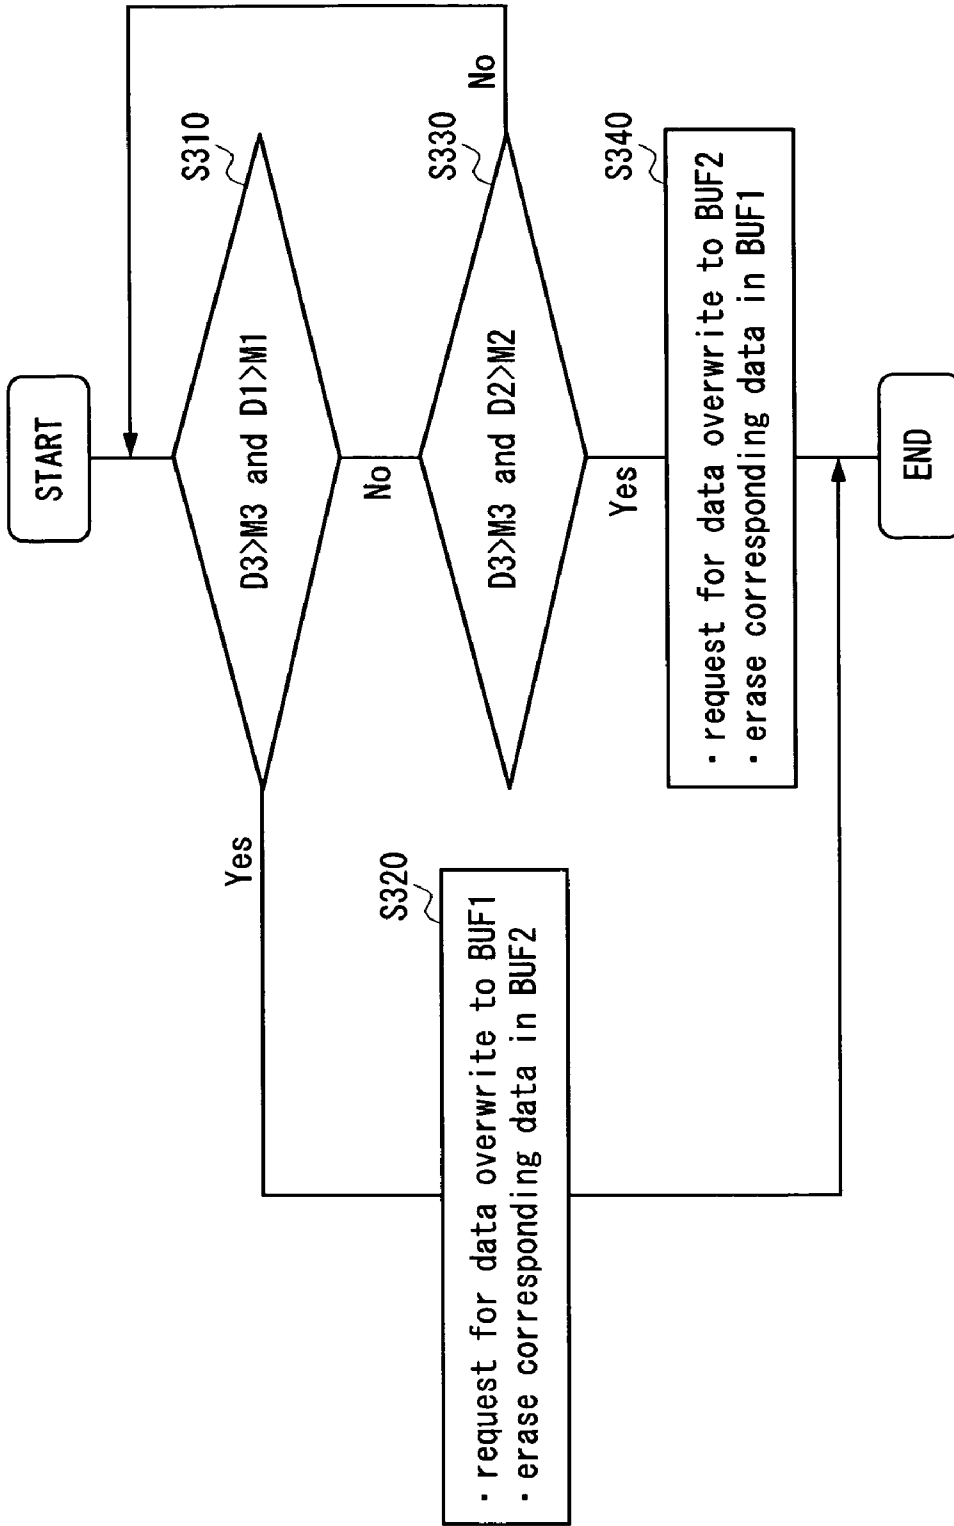 START
S310
D3>M3 and D1>M1
Yes
No
S320
· request for data overwrite to BUF1
· erase corresponding data in BUF2
S330
D3>M3 and D2>M2
No
Yes
S340
· request for data overwrite to BUF2
· erase corresponding data in BUF1
END